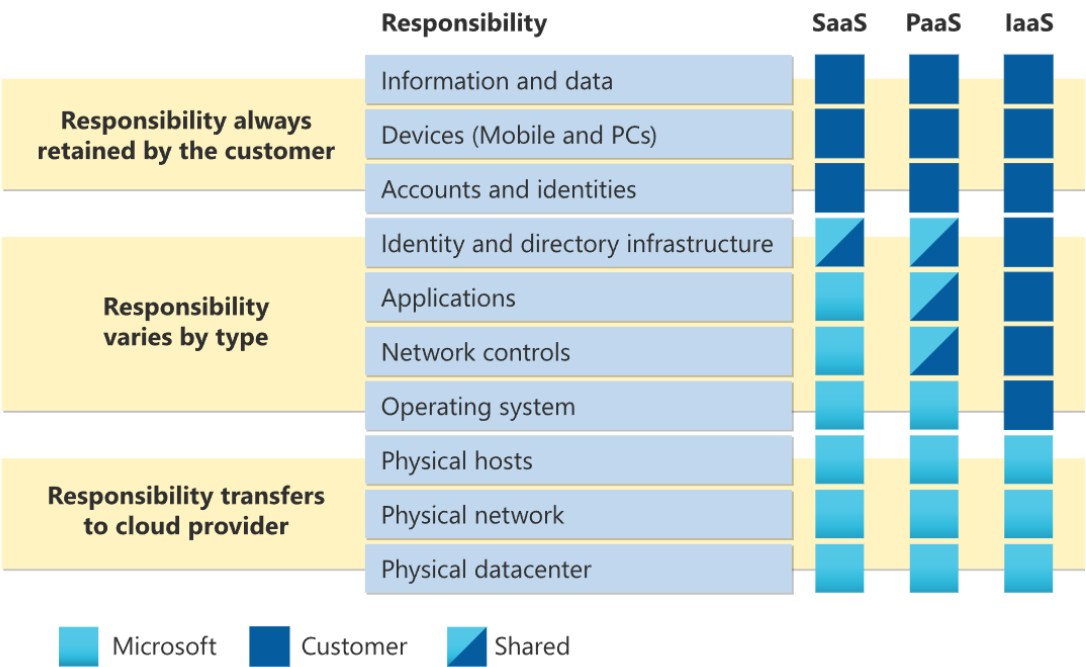 Responsibility SaaS PaaS IaaS
Responsibility always
retained by the customer
Information and data
Devices (Mobile and PCs)
Accounts and identities
Responsibility
varies by type
Identity and directory infrastructure
Applications
Network controls
Operating system
Responsibility transfers
to cloud provider
Physical hosts
Physical network
Physical datacenter
Microsoft Customer Shared